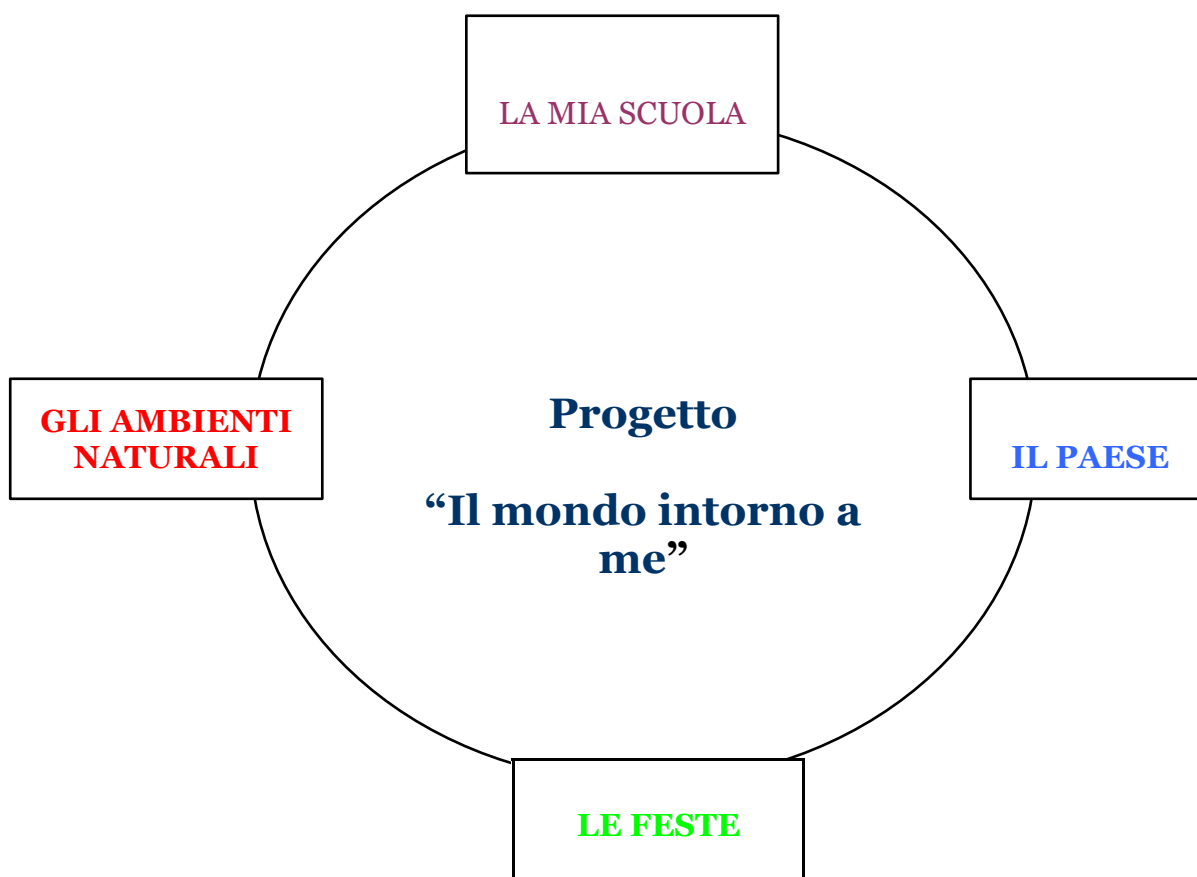 LA MIA SCUOLA
GLI AMBIENTI
NATURALI
Progetto
“Il mondo intorno a
me”
IL PAESE
LE FESTE